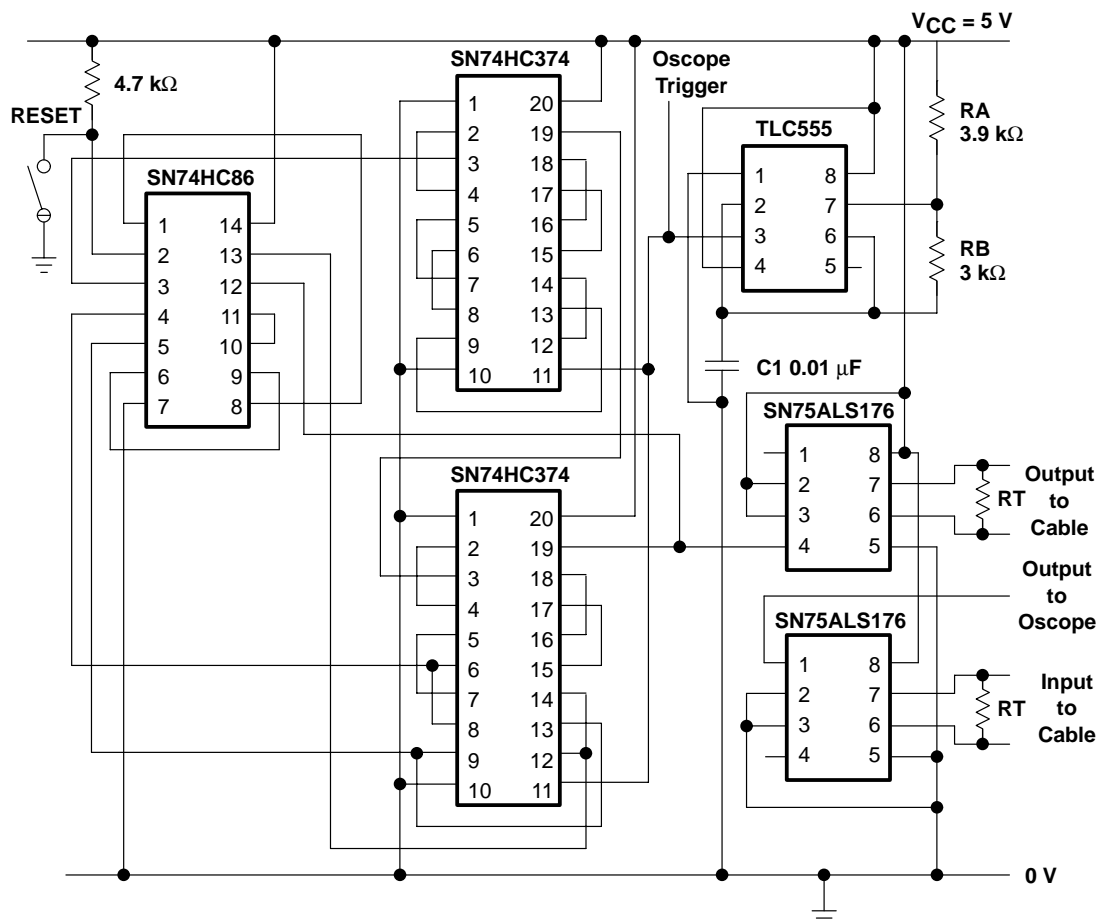 VCC = 5 V
SN74HC374
Oscope
Trigger
4.7 kΩ
RESET
RA
3.9 kΩ
TLC555
SN74HC86
1 20
2 19
3 18
4 17
5 16
6 15
7 14
8 13
9 12
10 11
1 8
2 7
3 6
4 5
RB
3 kΩ
1 14
2 13
3 12
4 11
5 10
6 9
7 8
C1 0.01 μF
SN75ALS176
SN74HC374
1 8
2 7
3 6
4 5
RT
Output
to
Cable
1 20
2 19
3 18
4 17
5 16
6 15
7 14
8 13
9 12
10 11
Output
to
Oscope
SN75ALS176
1 8
2 7
3 6
4 5
RT
Input
to
Cable
0 V